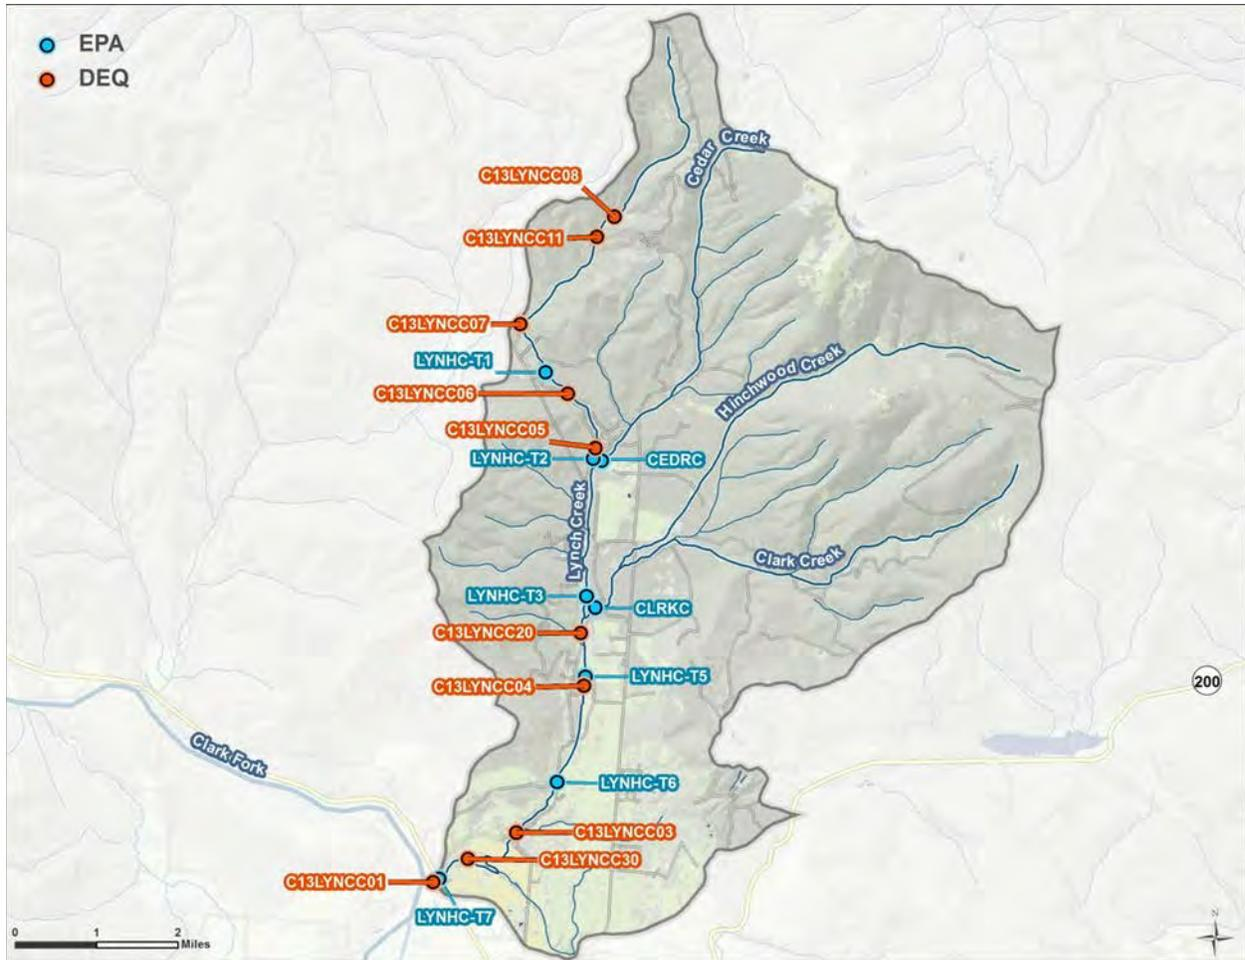 EPA
DEQ
Cedar Creek
C13LYNCC08
C13LYNCC11
C13LYNCC07
LYNHC-T1
Hinchwood Creek
C13LYNCC06
C13LYNCC05
LYNHC-T2
CEDRC
Lynch Creek
Clark Creek
LYNHC-T3
CLRKC
C13LYNCC20
LYNHC-T5
C13LYNCC04
200
Clark Fork
LYNHC-T6
C13LYNCC03
C13LYNCC30
C13LYNCC01
LYNHC-T7
0 1 2
Miles
N